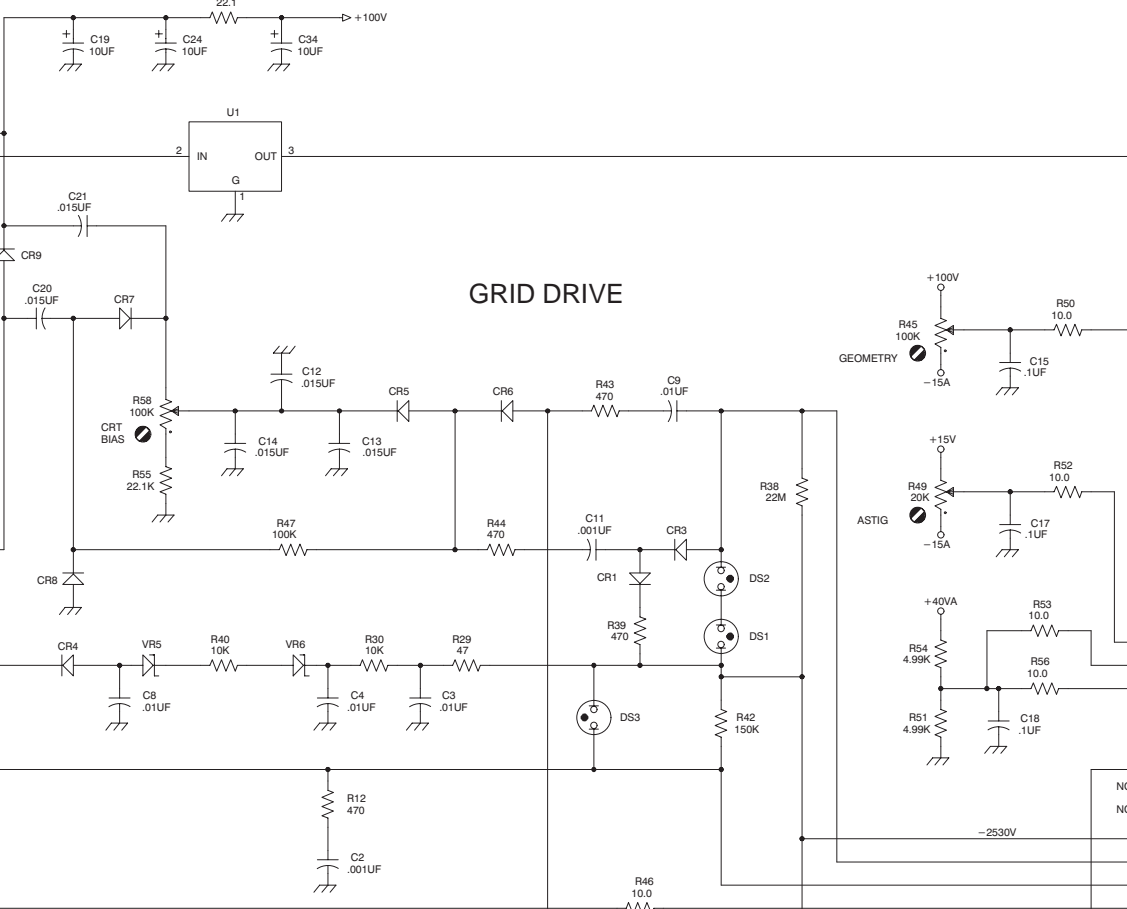 22.1
+100V
+
C19
10UF
+
C24
10UF
+
C34
10UF
U1
2
IN
OUT
3
G
1
C21
.015UF
CR9
C20
.015UF
CR7
GRID DRIVE
+100V
R45
100K
GEOMETRY
-15A
R50
10.0
C15
.1UF
C12
.015UF
R58
100K
CRT
BIAS
R55
22.1K
C14
.015UF
C13
.015UF
CR5
CR6
R43
470
C9
.01UF
R38
22M
+15V
R49
20K
ASTIG
-15A
R52
10.0
C17
.1UF
R47
100K
R44
470
C11
.001UF
CR3
CR8
CR1
DS2
R39
470
DS1
+40VA
R53
10.0
R54
4.99K
R56
10.0
R51
4.99K
C18
.1UF
CR4
VR5
R40
10K
VR6
R30
10K
R29
47
C8
.01UF
C4
.01UF
C3
.01UF
DS3
R42
150K
R12
470
C2
.001UF
-2530V
R46
10.0